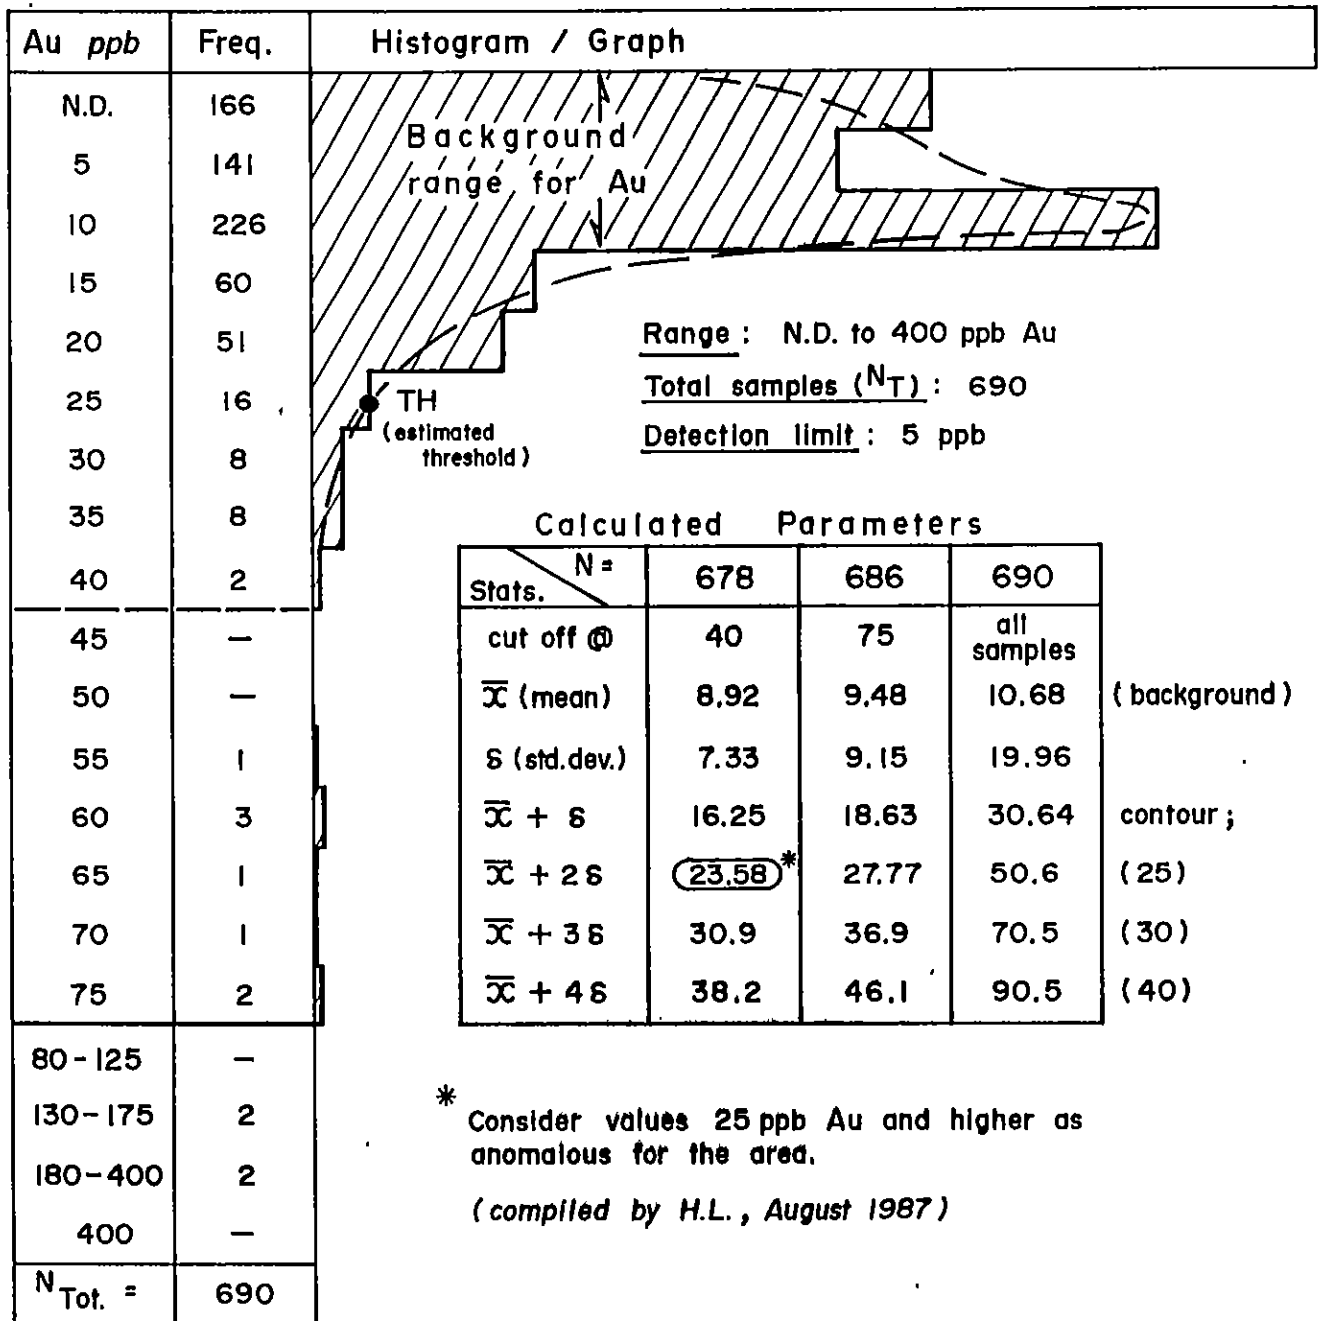 Au ppb Freq. Histogram / Graph
N.D. 166
5 141
10 226
15 60
20 51
25 16
30 8
35 8
40 2
45 —
50 —
55 1
60 3
65 1
70 1
75 2
80-125 —
130-175 2
180-400 2
400 —
N Tot. = 690
Background
range for Au
TH
(estimated
threshold)
Range : N.D. to 400 ppb Au
Total samples (NT) : 690
Detection limit : 5 ppb
Calculated Parameters
Stats. N = 678 686 690
cut off @ 40 75 all samples
x̄ (mean) 8.92 9.48 10.68 (background)
δ (std.dev.) 7.33 9.15 19.96
x̄ + δ 16.25 18.63 30.64 contour;
x̄ + 2δ 23.58* 27.77 50.6 (25)
x̄ + 3δ 30.9 36.9 70.5 (30)
x̄ + 4δ 38.2 46.1 90.5 (40)
* Consider values 25 ppb Au and higher as
anomalous for the area.
(compiled by H.L., August 1987)